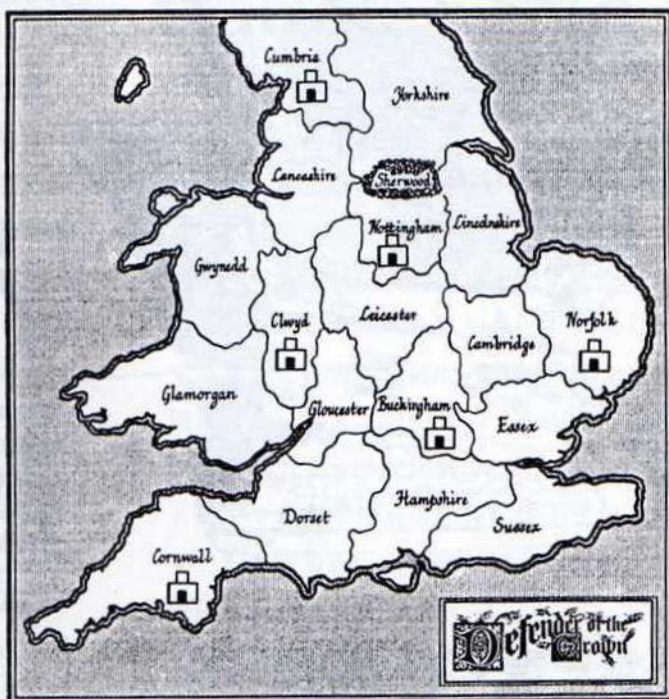 Cumbria
Yorkshire
Lancashire
Sherwood
Nottingham
Lincolnshire
Gwynedd
Clwyd
Leicester
Norfolk
Cambridge
Glamorgan
Gloucester
Buckingham
Essex
Dorset
Hampshire
Sussex
Cornwall
Defender of the
Crown